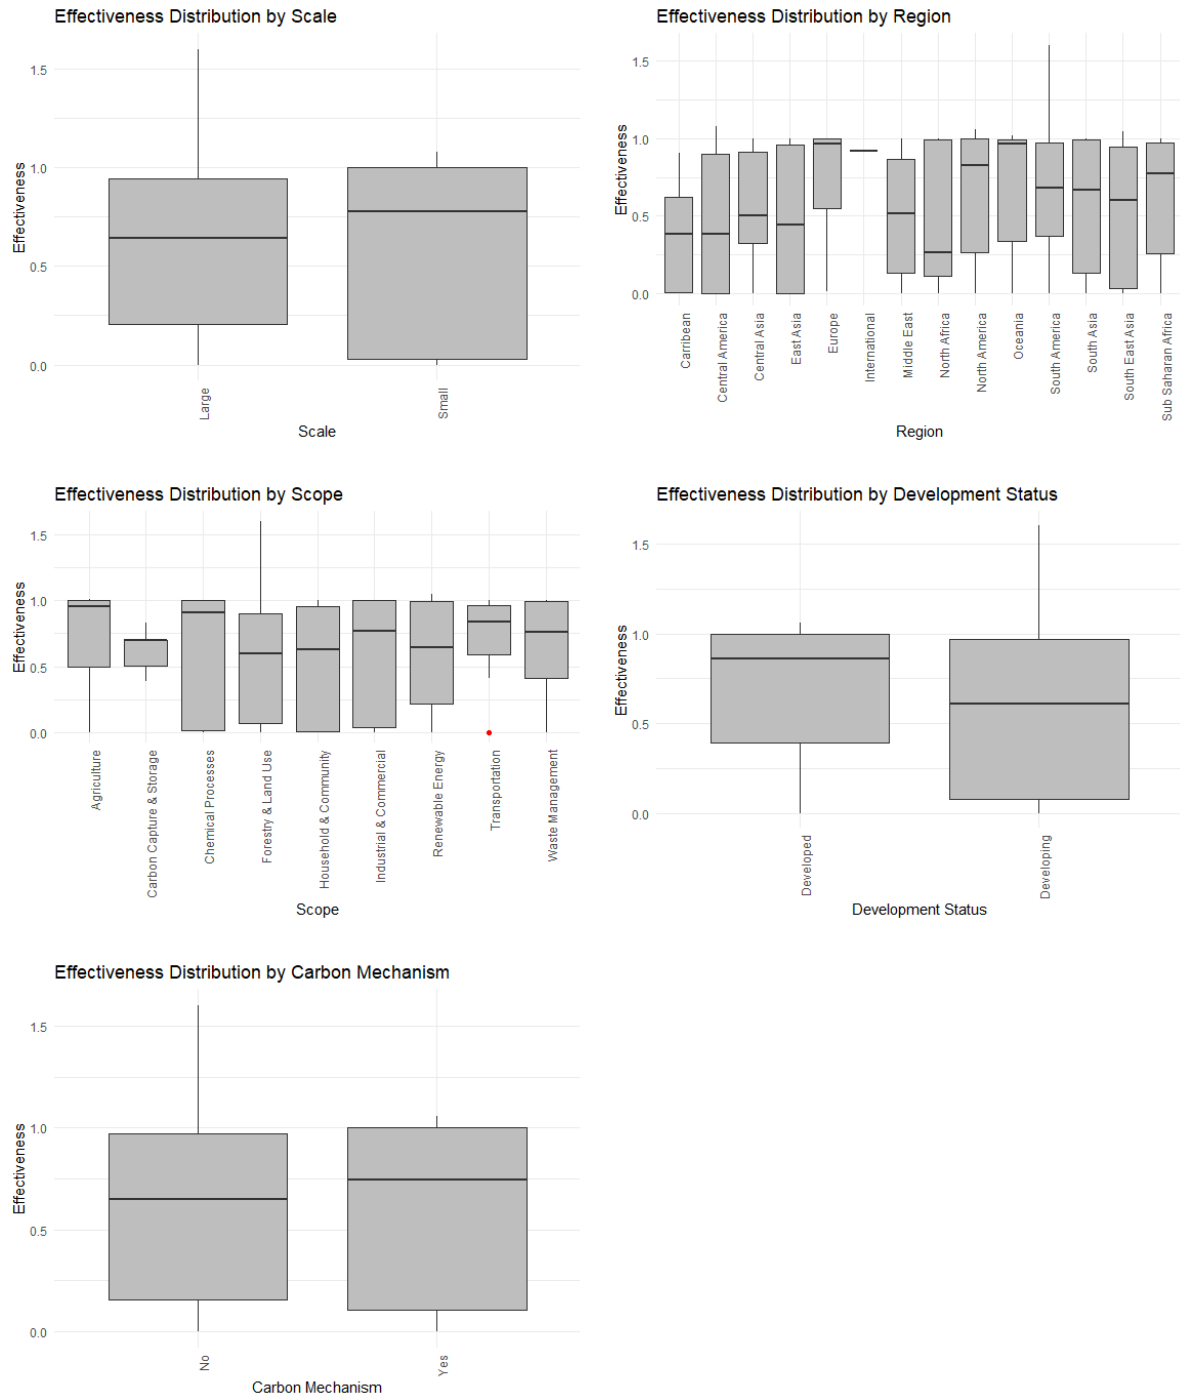 Effectiveness Distribution by Scale
Effectiveness
1.5
1.0
0.5
0.0
Large
Small
Scale
Effectiveness Distribution by Region
Effectiveness
1.5
1.0
0.5
0.0
Carribean
Central America
Central Asia
East Asia
Europe
International
Middle East
North Africa
North America
Oceania
South America
South Asia
South East Asia
Sub Saharan Africa
Region
Effectiveness Distribution by Scope
Effectiveness
1.5
1.0
0.5
0.0
Agriculture
Carbon Capture & Storage
Chemical Processes
Forestry & Land Use
Household & Community
Industrial & Commercial
Renewable Energy
Transportation
Waste Management
Scope
Effectiveness Distribution by Development Status
Effectiveness
1.5
1.0
0.5
0.0
Developed
Developing
Development Status
Effectiveness Distribution by Carbon Mechanism
Effectiveness
1.5
1.0
0.5
0.0
No
Yes
Carbon Mechanism